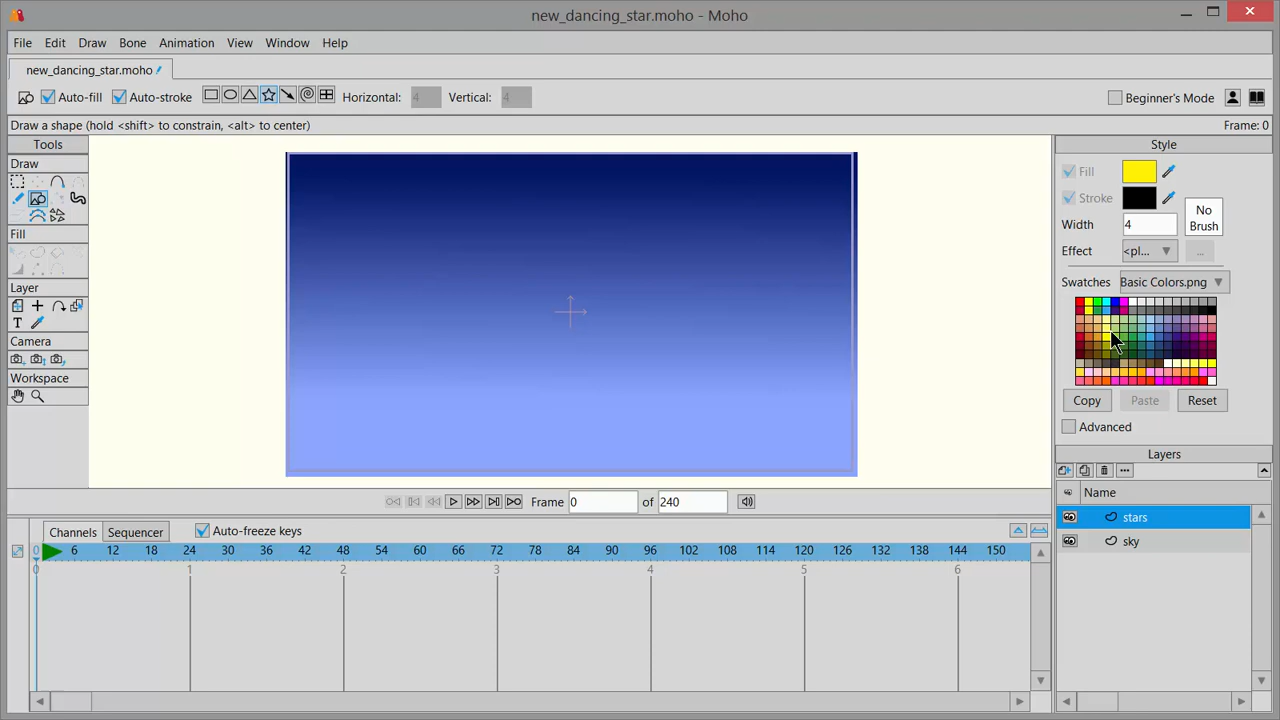 new_dancing_star.moho - Moho
File Edit Draw Bone Animation View Window Help
new_dancing_star.moho
Auto-fill Auto-stroke Horizontal: 4 Vertical: 4 Beginner's Mode
Draw a shape (hold <shift> to constrain, <alt> to center) Frame: 0
Tools
Draw
Fill
Layer
T
Camera
Workspace
Style
Fill
Stroke
Width 4
No
Brush
Effect <pl... ...
Swatches Basic Colors.png
Copy Paste Reset
Advanced
Layers
Name
stars
sky
Frame 0 of 240
Channels Sequencer Auto-freeze keys
0 6 12 18 24 30 36 42 48 54 60 66 72 78 84 90 96 102 108 114 120 126 132 138 144 150
0 1 2 3 4 5 6